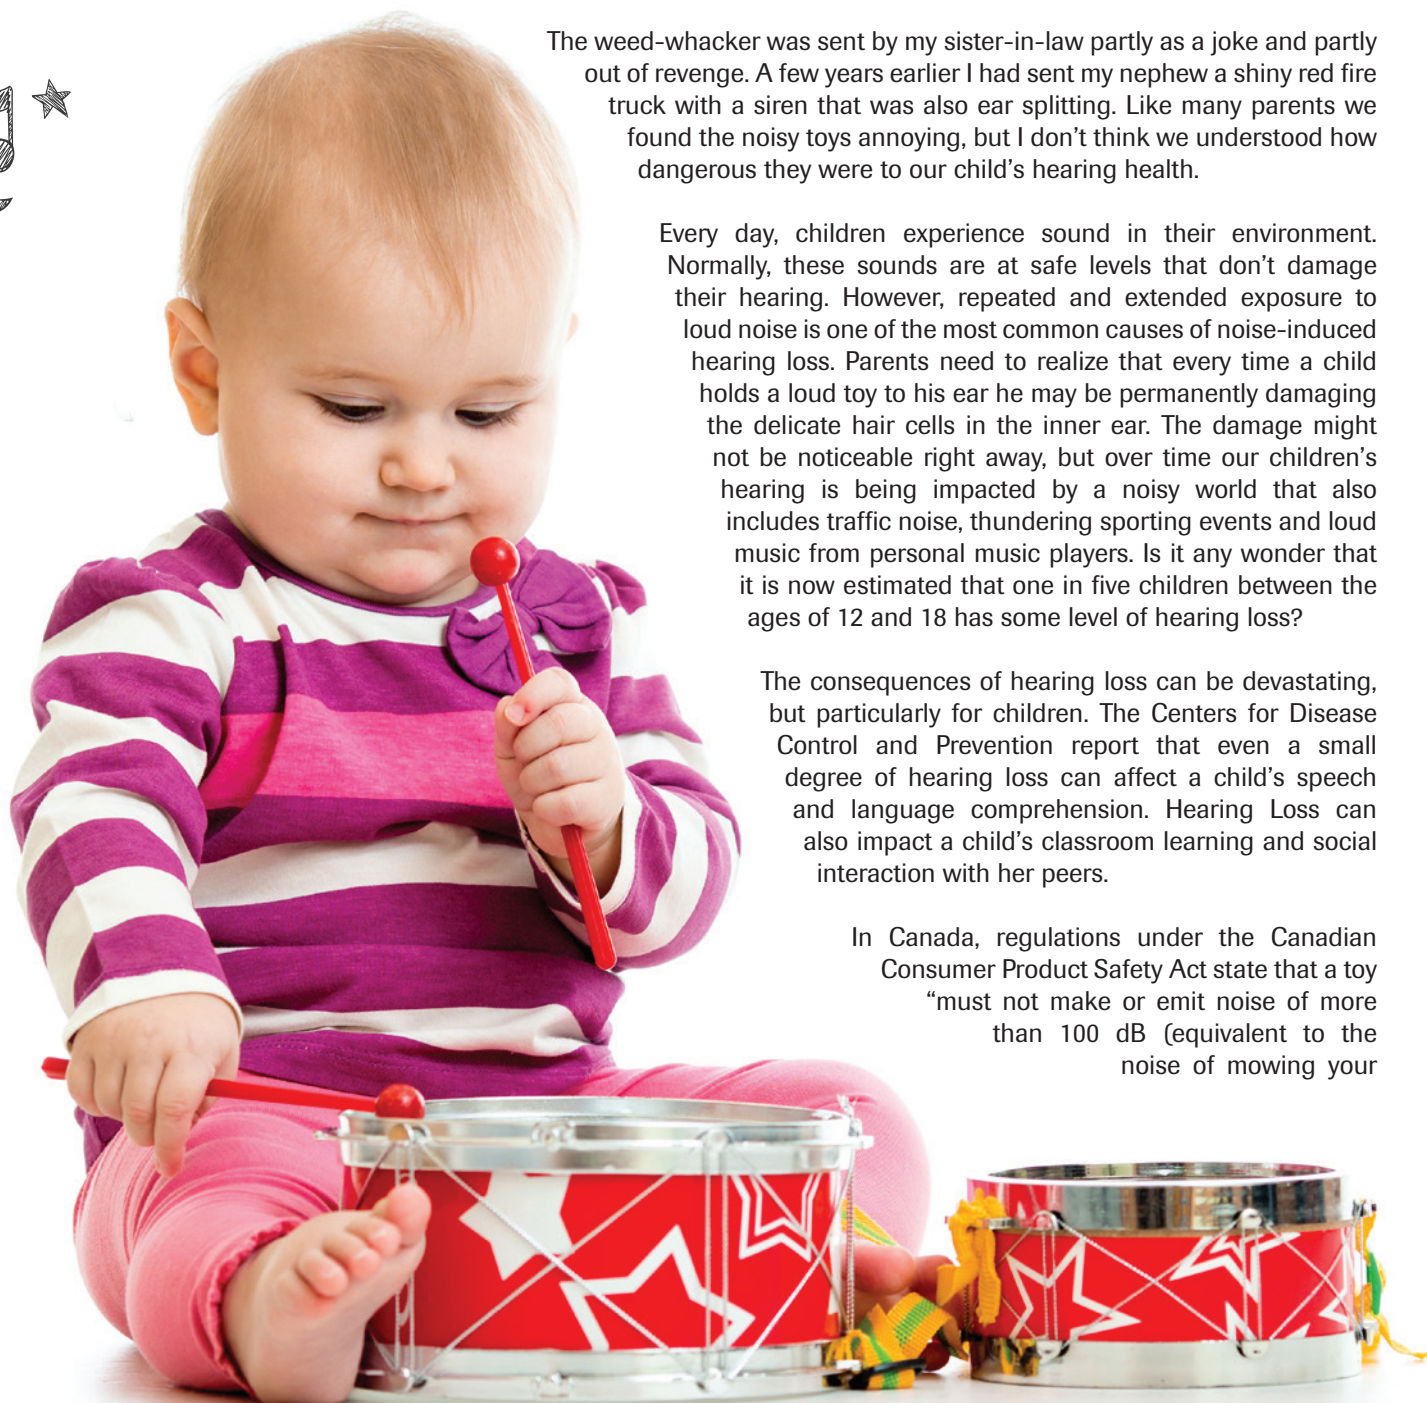 The weed-whacker was sent by my sister-in-law partly as a joke and partly
out of revenge. A few years earlier I had sent my nephew a shiny red fire
truck with a siren that was also ear splitting. Like many parents we
found the noisy toys annoying, but I don’t think we understood how
dangerous they were to our child’s hearing health.
Every day, children experience sound in their environment.
Normally, these sounds are at safe levels that don’t damage
their hearing. However, repeated and extended exposure to
loud noise is one of the most common causes of noise-induced
hearing loss. Parents need to realize that every time a child
holds a loud toy to his ear he may be permanently damaging
the delicate hair cells in the inner ear. The damage might
not be noticeable right away, but over time our children’s
hearing is being impacted by a noisy world that also
includes traffic noise, thundering sporting events and loud
music from personal music players. Is it any wonder that
it is now estimated that one in five children between the
ages of 12 and 18 has some level of hearing loss?
The consequences of hearing loss can be devastating,
but particularly for children. The Centers for Disease
Control and Prevention report that even a small
degree of hearing loss can affect a child’s speech
and language comprehension. Hearing Loss can
also impact a child’s classroom learning and social
interaction with her peers.
In Canada, regulations under the Canadian
Consumer Product Safety Act state that a toy
“must not make or emit noise of more
than 100 dB (equivalent to the
noise of mowing your